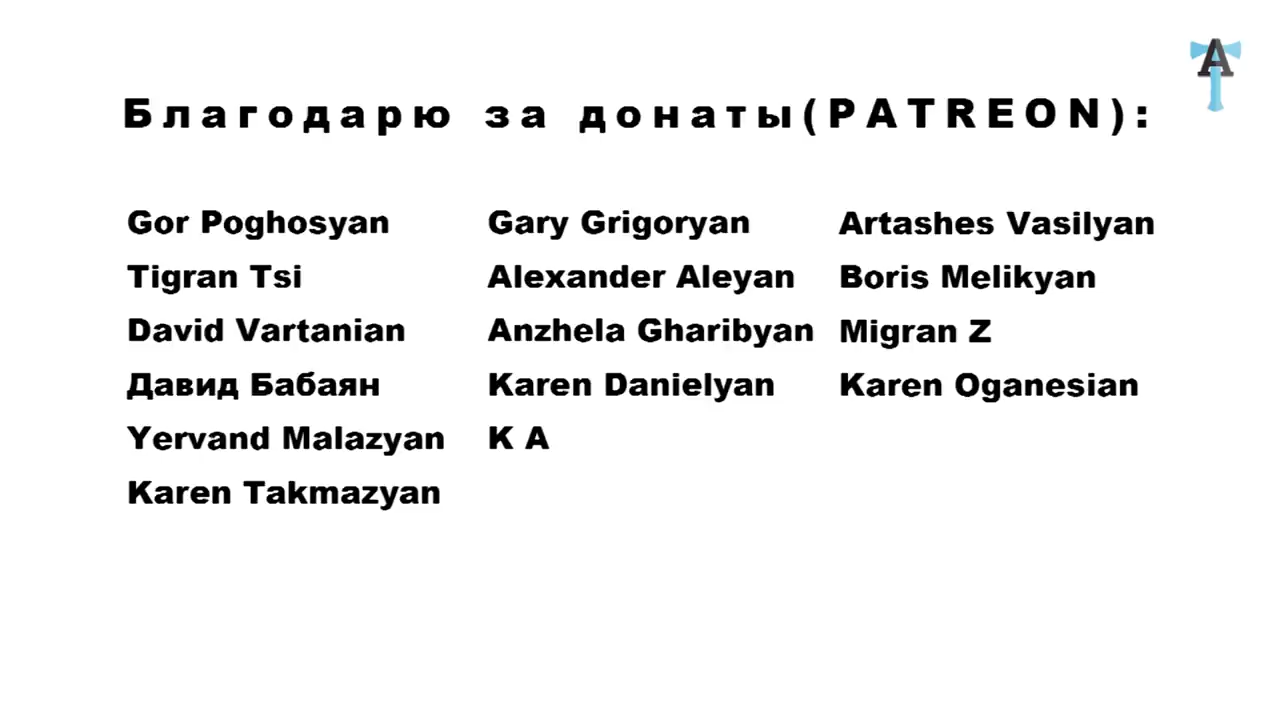 Благодарю за донаты(PATREON):
Gor Poghosyan
Tigran Tsi
David Vartanian
Давид Бабаян
Yervand Malazyan
Karen Takmazyan
Gary Grigoryan
Alexander Aleyan
Anzhela Gharibyan
Karen Danielyan
K A
Artashes Vasilyan
Boris Melikyan
Migran Z
Karen Oganesian
A